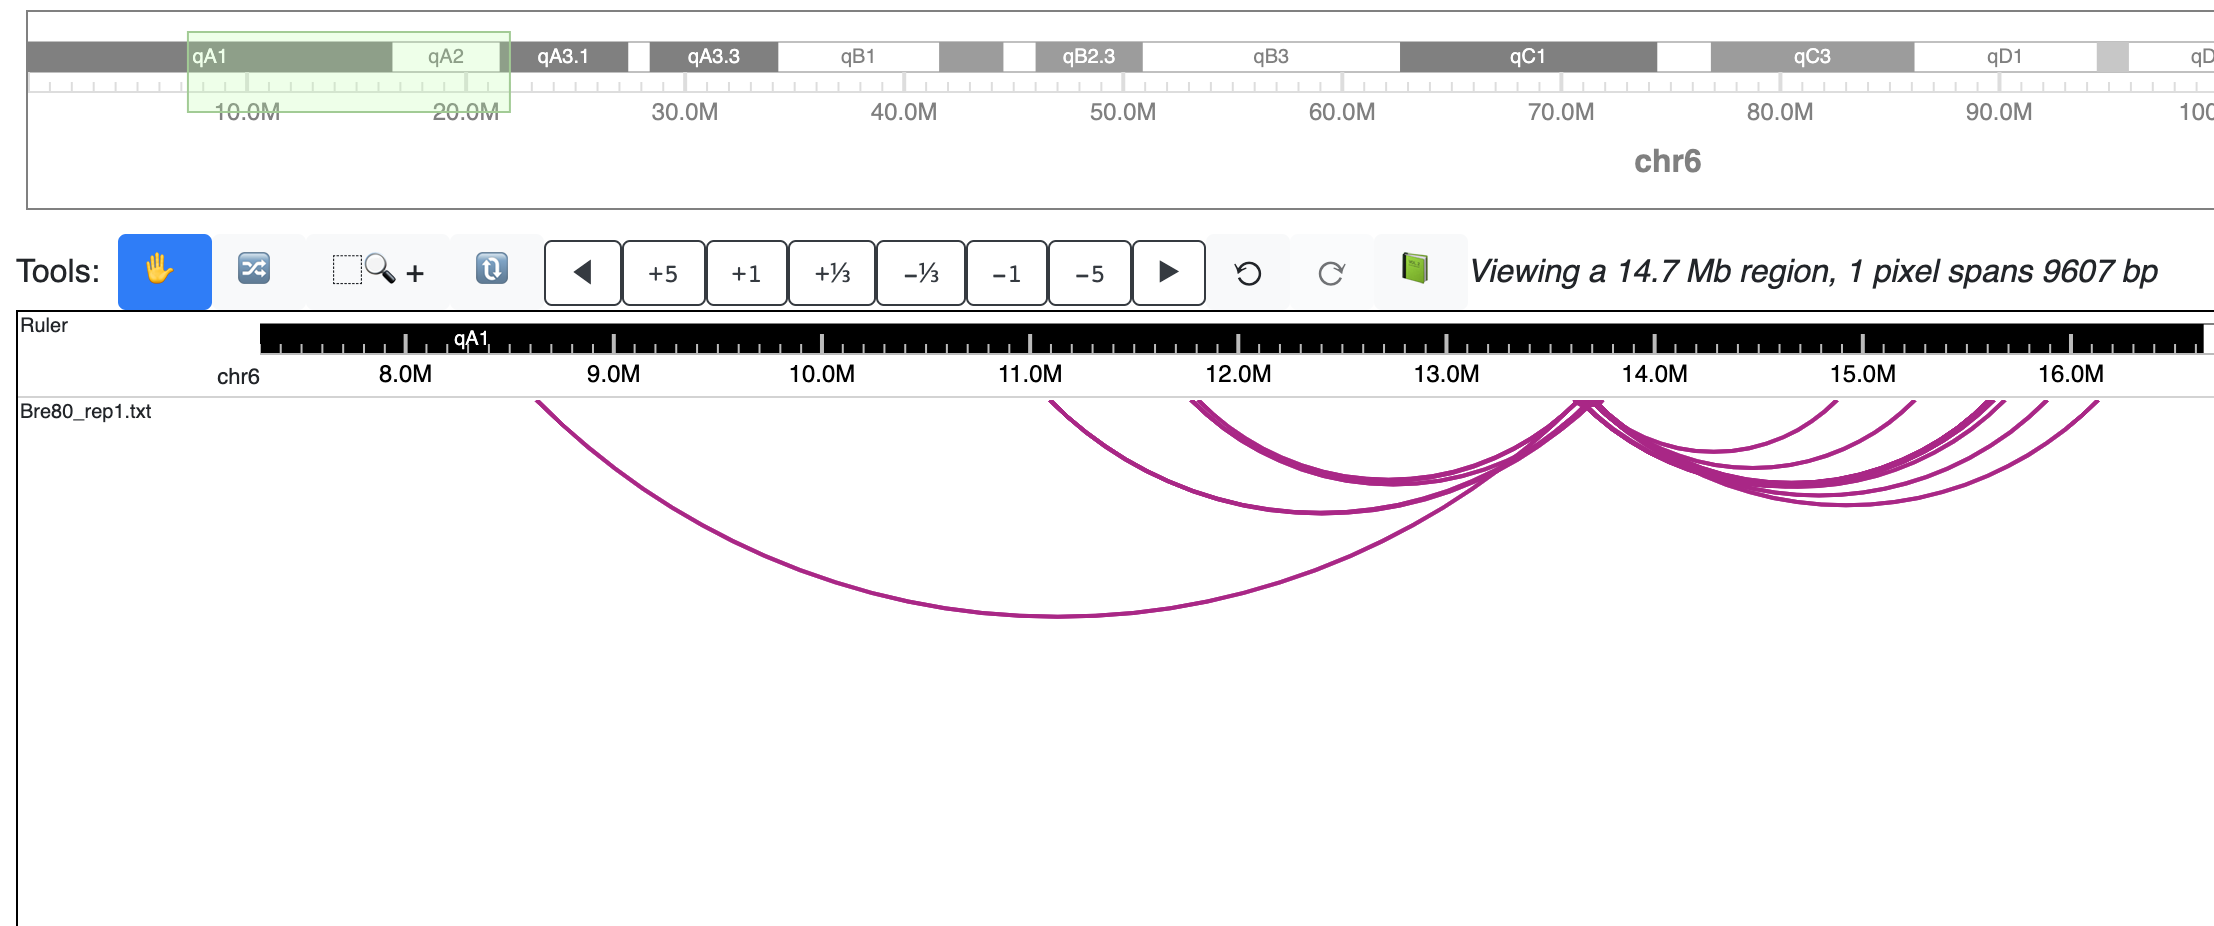 qA1 qA2 qA3.1 qA3.3 qB1 qB2.3 qB3 qC1 qC3 qD1 qD
10.0M 20.0M 30.0M 40.0M 50.0M 60.0M 70.0M 80.0M 90.0M 100
chr6
Tools: + +5 +1 +⅓ -⅓ -1 -5 Viewing a 14.7 Mb region, 1 pixel spans 9607 bp
Ruler
qA1
chr6 8.0M 9.0M 10.0M 11.0M 12.0M 13.0M 14.0M 15.0M 16.0M
Bre80_rep1.txt